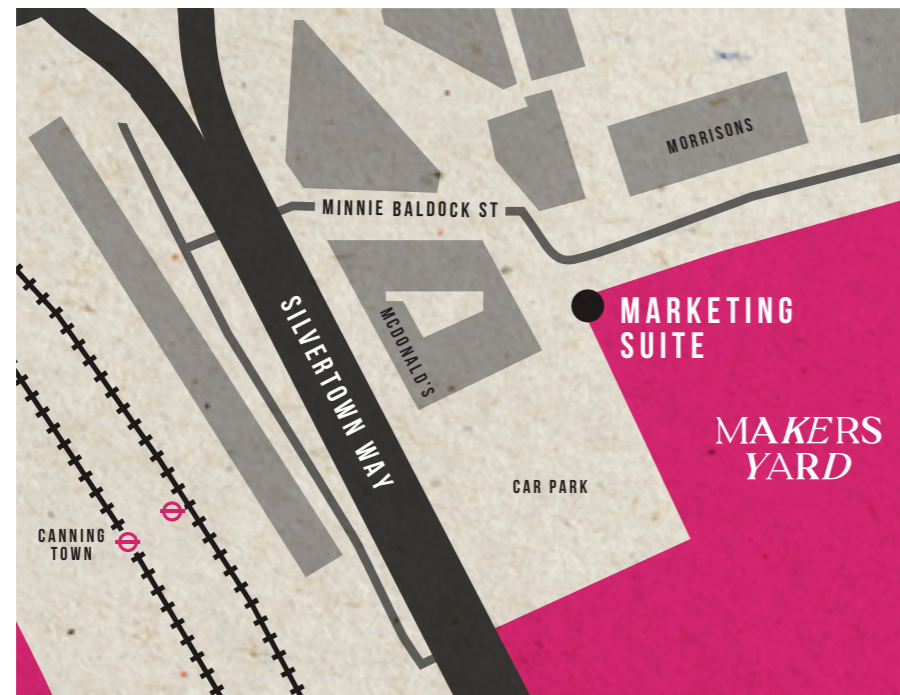 MORRISONS
MINNIE BALDOCK ST
SILVERTOWN WAY
MCDONALD'S
MARKETING
SUITE
MAKERS
YARD
CAR PARK
CANNING
TOWN